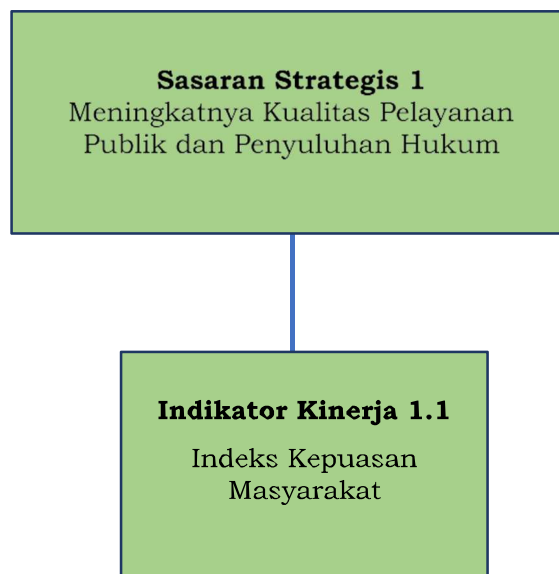 Sasaran Strategis 1
Meningkatnya Kualitas Pelayanan
Publik dan Penyuluhan Hukum
Indikator Kinerja 1.1
Indeks Kepuasan
Masyarakat